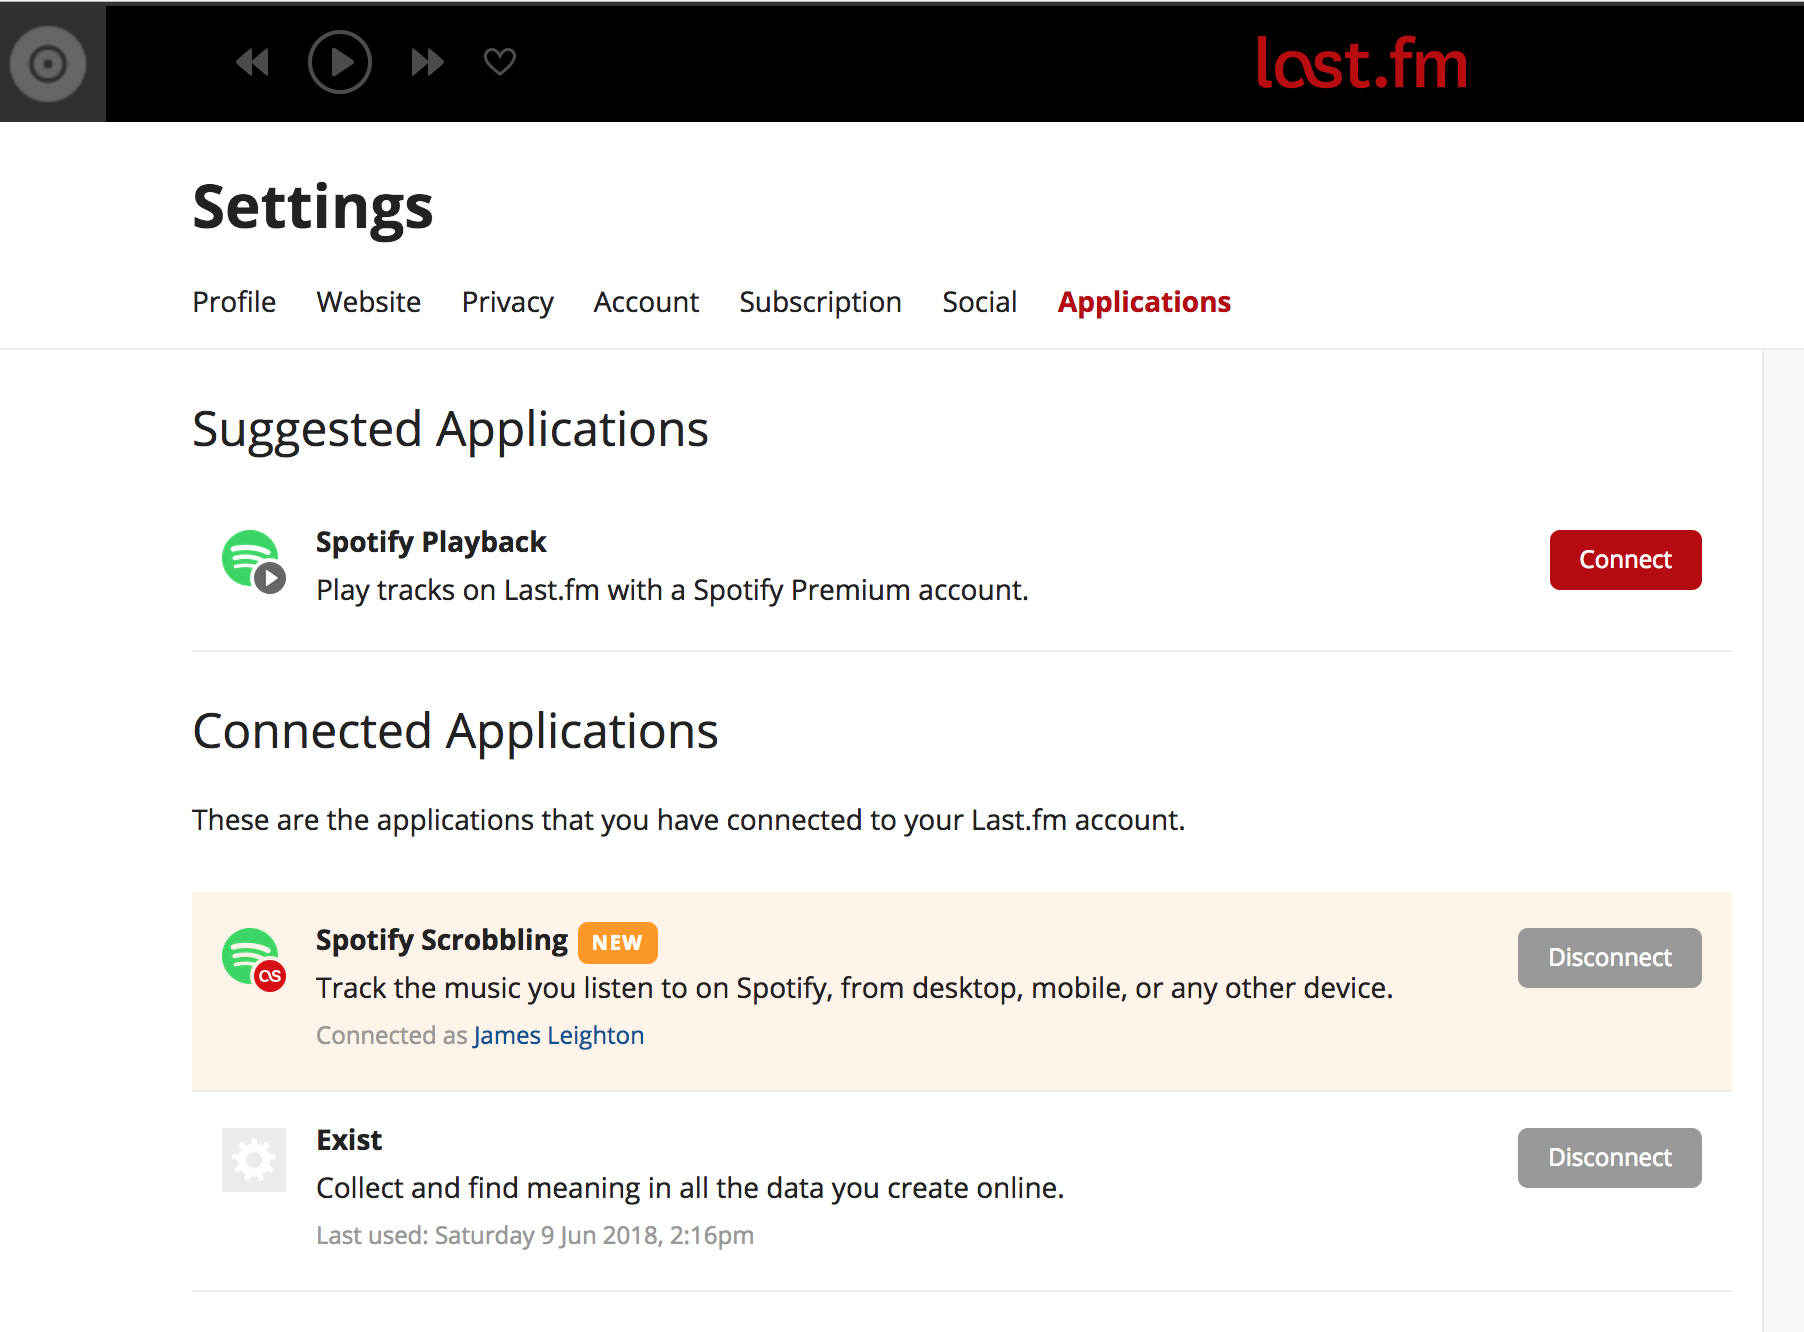 last.fm
Settings
Profile Website Privacy Account Subscription Social Applications
Suggested Applications
Spotify Playback
Play tracks on Last.fm with a Spotify Premium account.
Connect
Connected Applications
These are the applications that you have connected to your Last.fm account.
Spotify Scrobbling NEW
Track the music you listen to on Spotify, from desktop, mobile, or any other device.
Connected as James Leighton
Disconnect
Exist
Collect and find meaning in all the data you create online.
Last used: Saturday 9 Jun 2018, 2:16pm
Disconnect